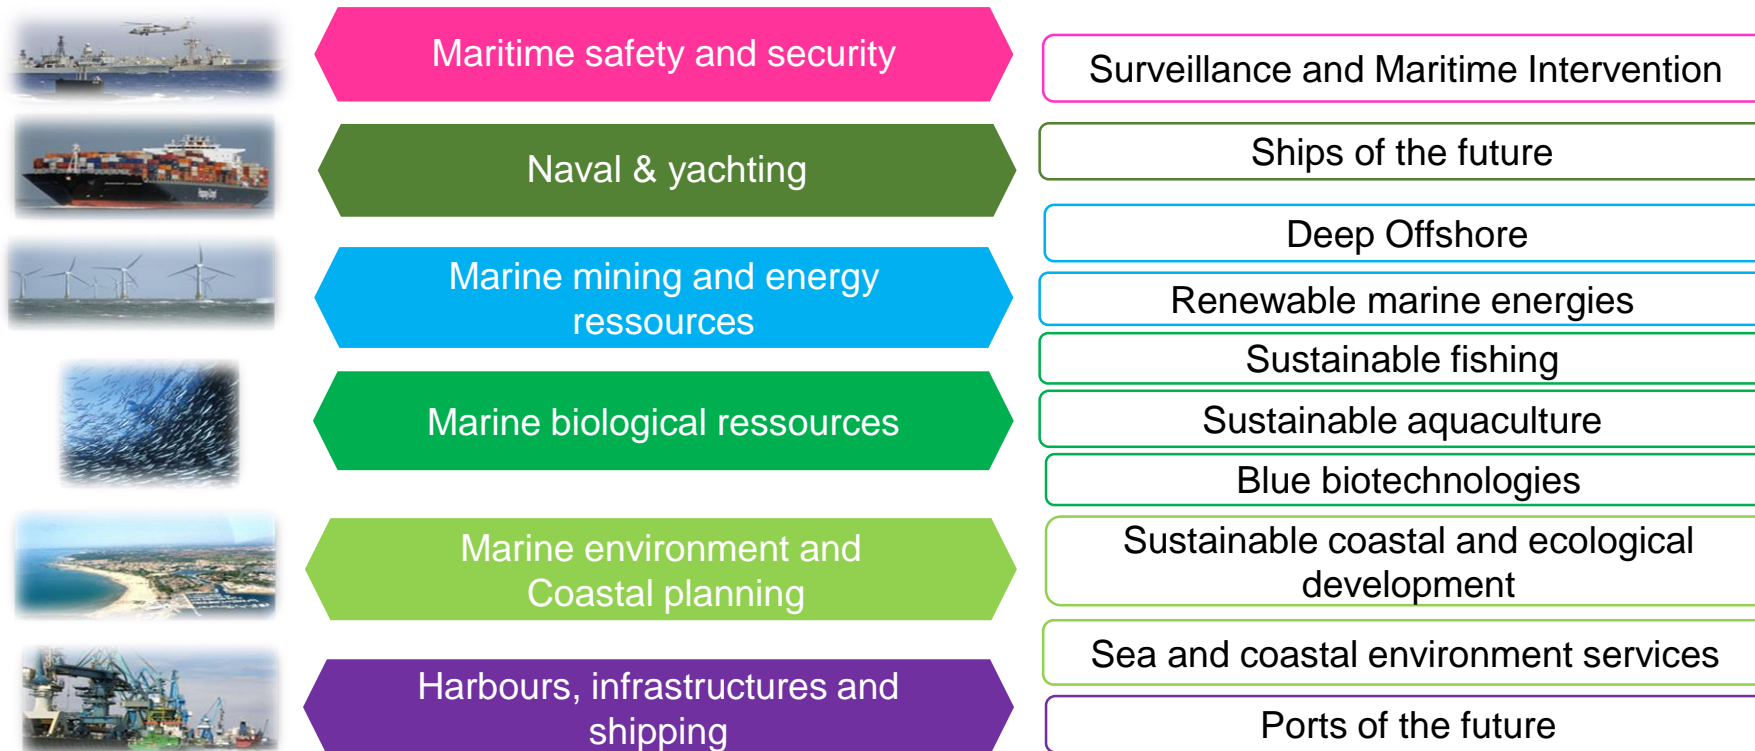 Maritime safety and security
Surveillance and Maritime Intervention
Naval & yachting
Ships of the future
Marine mining and energy
ressources
Deep Offshore
Renewable marine energies
Marine biological ressources
Sustainable fishing
Sustainable aquaculture
Blue biotechnologies
Marine environment and
Coastal planning
Sustainable coastal and ecological
development
Sea and coastal environment services
Harbours, infrastructures and
shipping
Ports of the future